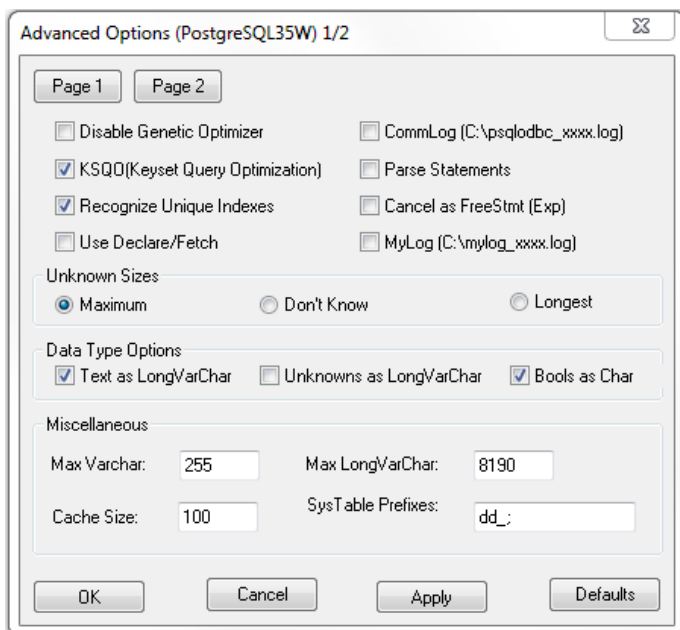 Advanced Options (PostgreSQL35W) 1/2
Page 1 Page 2
Disable Genetic Optimizer CommLog (C:\psqlodbc_xxxx.log)
KSQO(Keyset Query Optimization) Parse Statements
Recognize Unique Indexes Cancel as FreeStmt (Exp)
Use Declare/Fetch MyLog (C:\mylog_xxxx.log)
Unknown Sizes
Maximum Don't Know Longest
Data Type Options
Text as LongVarChar Unknowns as LongVarChar Bools as Char
Miscellaneous
Max Varchar: 255 Max LongVarChar: 8190
Cache Size: 100 SysTable Prefixes: dd_;
OK Cancel Apply Defaults